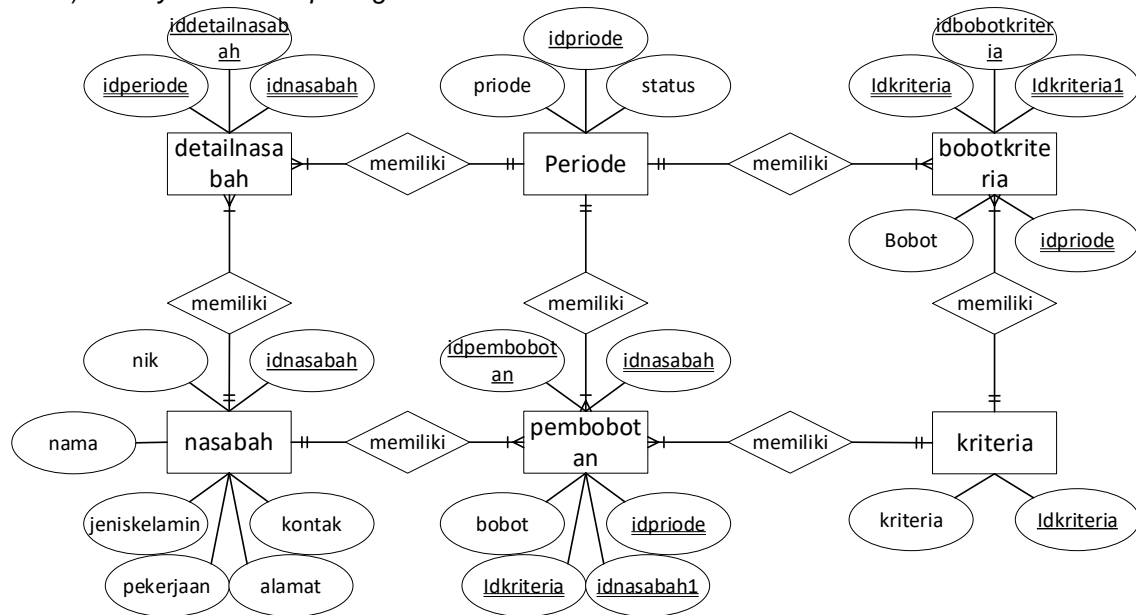 iddetailnasab
ah
idperiode
idnasabah
detailnasa
bah
memiliki
idpriode
priode
status
Periode
memiliki
idbobotkriter
ia
Idkriteria
Idkriteria1
bobotkrite
ria
Bobot
idpriode
memiliki
memiliki
memiliki
nik
idnasabah
nama
nasabah
jeniskelamin
kontak
pekerjaan
alamat
memiliki
idpembobot
an
idnasabah
pembobot
an
bobot
idpriode
Idkriteria
idnasabah1
memiliki
kriteria
kriteria
Idkriteria